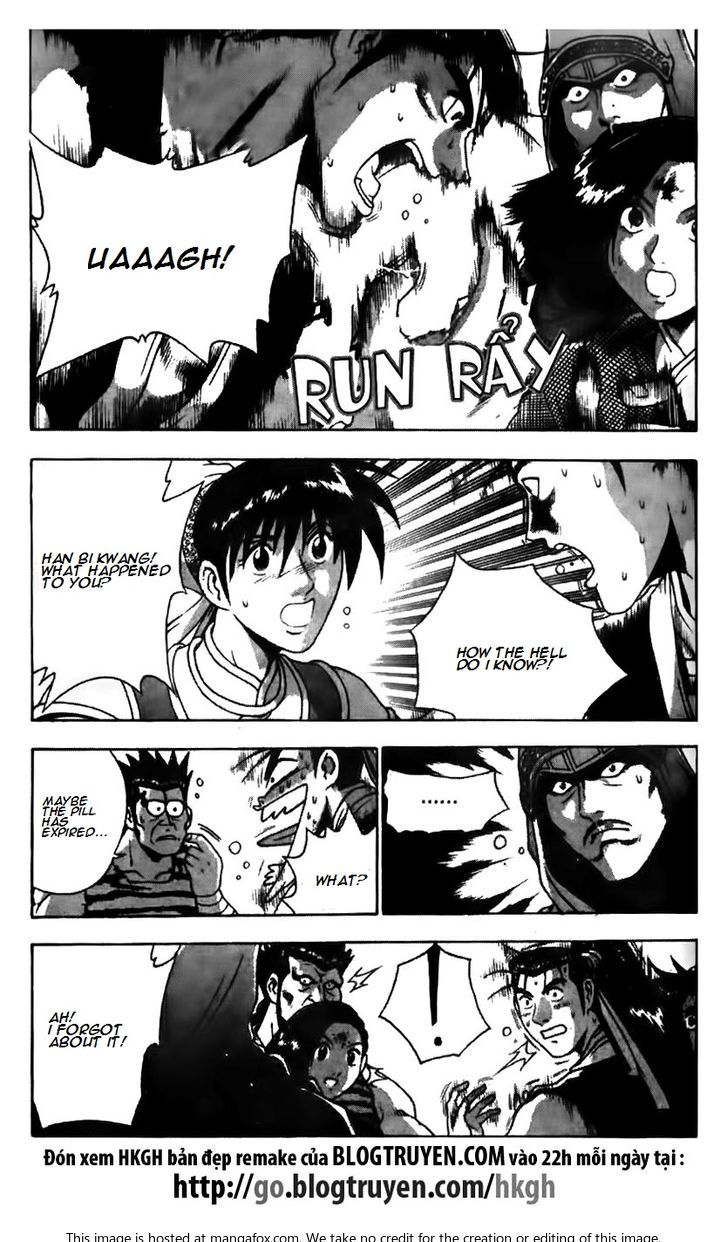 UAAAGH!
RUN RẨY
HAN BI KWANG!
WHAT HAPPENED
TO YOU?
HOW THE HELL
DO I KNOW?!
MAYBE
THE PILL
HAS
EXPIRED...
WHAT?
......
AH!
I FORGOT
ABOUT IT!
!
Đón xem HKGH bản đẹp remake của BLOGTRUYEN.COM vào 22h mỗi ngày tại :
http://go.blogtruyen.com/hkgh
This image is hosted at mangafox.com. We take no credit for the creation or editing of this image.